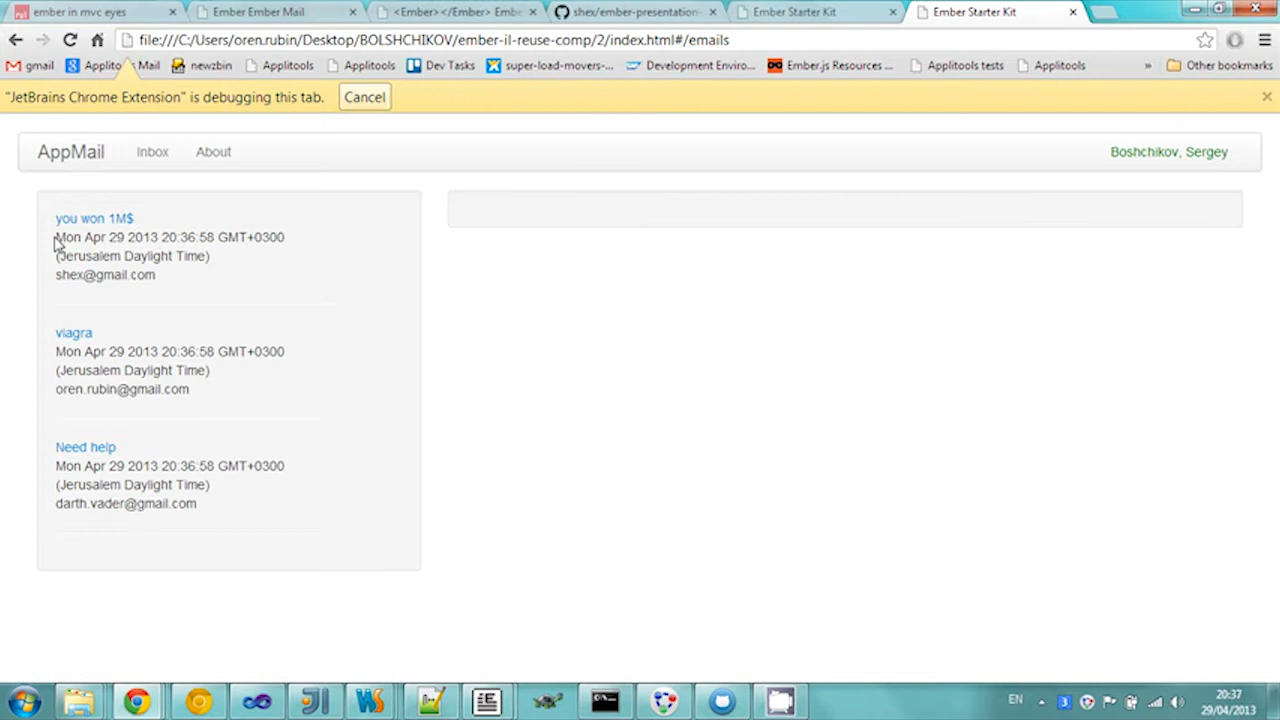 ember in mvc eyes
Ember Ember Mail
<Ember></Ember> Embe
shex/ember-presentation-
Ember Starter Kit
Ember Starter Kit
file:///C:/Users/oren.rubin/Desktop/BOLSHCHIKOV/ember-il-reuse-comp/2/index.html#/emails
gmail
Applito
Mail
newzbin
Applitools
Applitools
Dev Tasks
super-load-movers-...
Development Enviro...
Ember.js Resources ...
Applitools tests
Applitools
»
Other bookmarks
"JetBrains Chrome Extension" is debugging this tab.
Cancel
AppMail
Inbox
About
Boshchikov, Sergey
you won 1M$
Mon Apr 29 2013 20:36:58 GMT+0300
(Jerusalem Daylight Time)
shex@gmail.com
viagra
Mon Apr 29 2013 20:36:58 GMT+0300
(Jerusalem Daylight Time)
oren.rubin@gmail.com
Need help
Mon Apr 29 2013 20:36:58 GMT+0300
(Jerusalem Daylight Time)
darth.vader@gmail.com
EN
20:37
29/04/2013